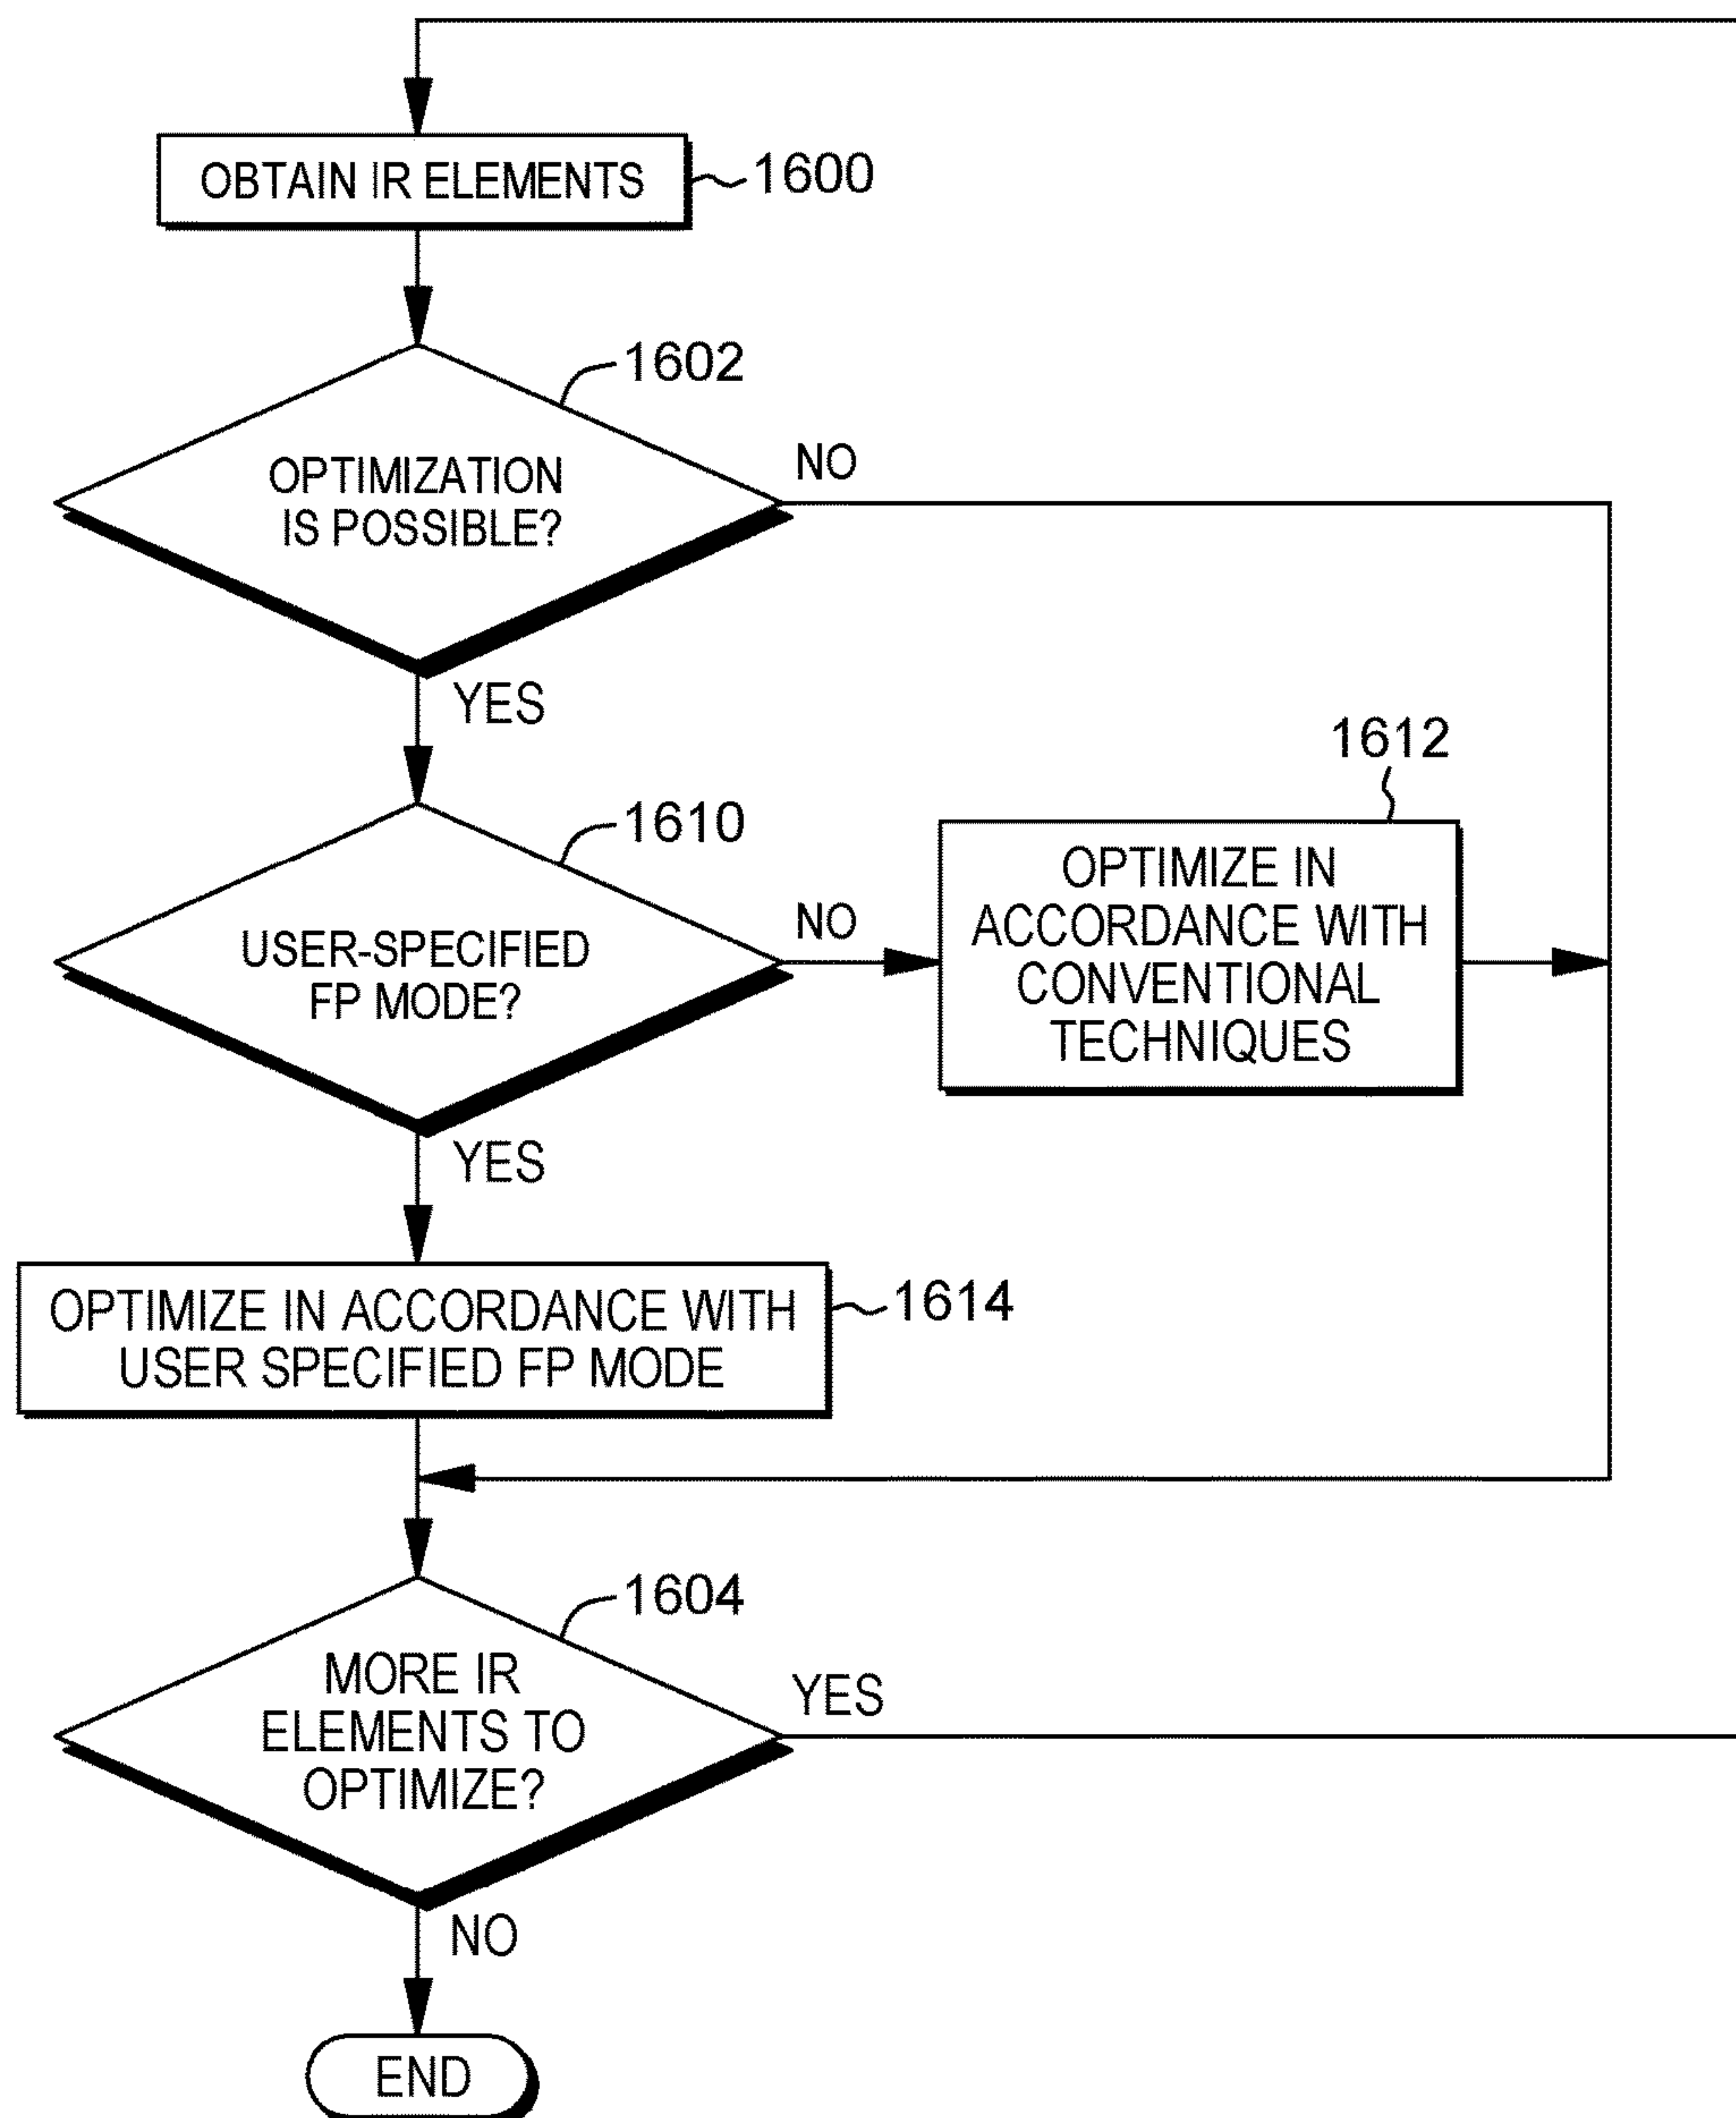 OBTAIN IR ELEMENTS
1600
1602
OPTIMIZATION
IS POSSIBLE?
NO
YES
1610
USER-SPECIFIED
FP MODE?
NO
1612
OPTIMIZE IN
ACCORDANCE WITH
CONVENTIONAL
TECHNIQUES
YES
OPTIMIZE IN ACCORDANCE WITH
USER SPECIFIED FP MODE
1614
1604
MORE IR
ELEMENTS TO
OPTIMIZE?
YES
NO
END